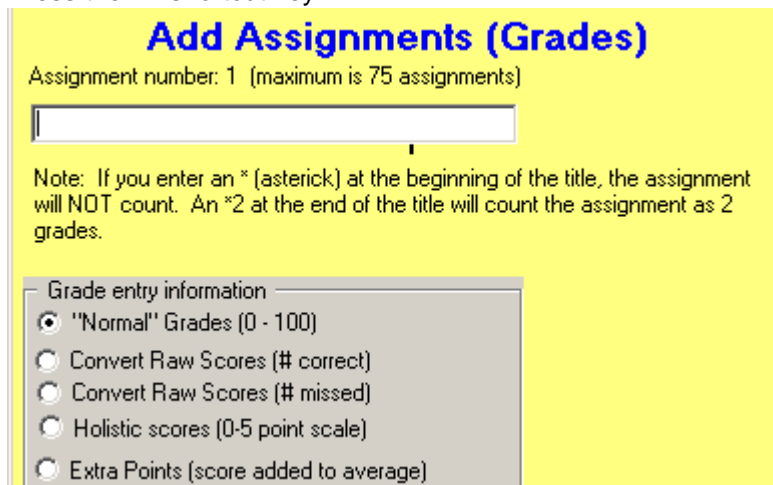 Add Assignments (Grades)
Assignment number: 1 (maximum is 75 assignments)
Note: If you enter an * (asterick) at the beginning of the title, the assignment
will NOT count. An *2 at the end of the title will count the assignment as 2
grades.
Grade entry information
"Normal" Grades (0 - 100)
Convert Raw Scores (# correct)
Convert Raw Scores (# missed)
Holistic scores (0-5 point scale)
Extra Points (score added to average)